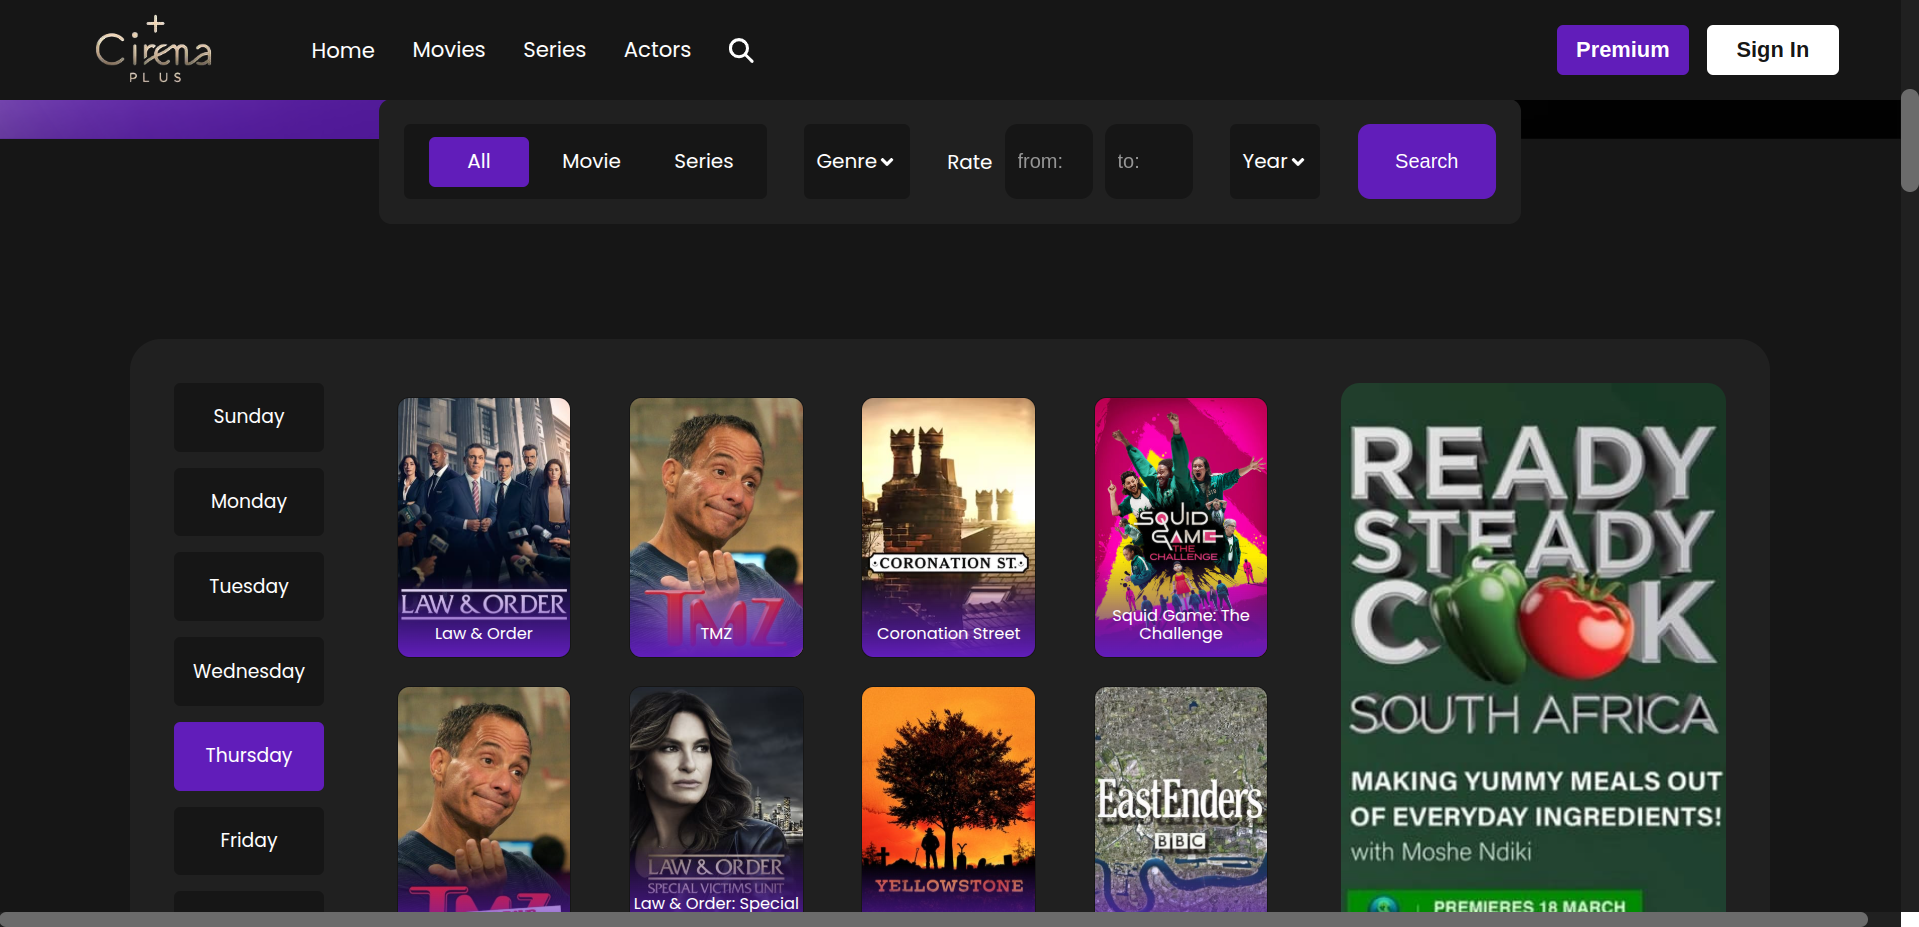 Cinema
PLUS
Home
Movies
Series
Actors
Premium
Sign In
All
Movie
Series
Genre
Rate
from:
to:
Year
Search
Sunday
Monday
Tuesday
Wednesday
Thursday
Friday
LAW & ORDER
Law & Order
TMZ
TMZ
CORONATION ST.
Coronation Street
SQUID
GAME
THE
CHALLENGE
Squid Game: The
Challenge
TMZ
LAW & ORDER
SPECIAL VICTIMS UNIT
Law & Order: Special
YELLOWSTONE
EastEnders
BBC
READY
STEADY
COOK
SOUTH AFRICA
MAKING YUMMY MEALS OUT
OF EVERYDAY INGREDIENTS!
with Moshe Ndiki
PREMIERES 18 MARCH